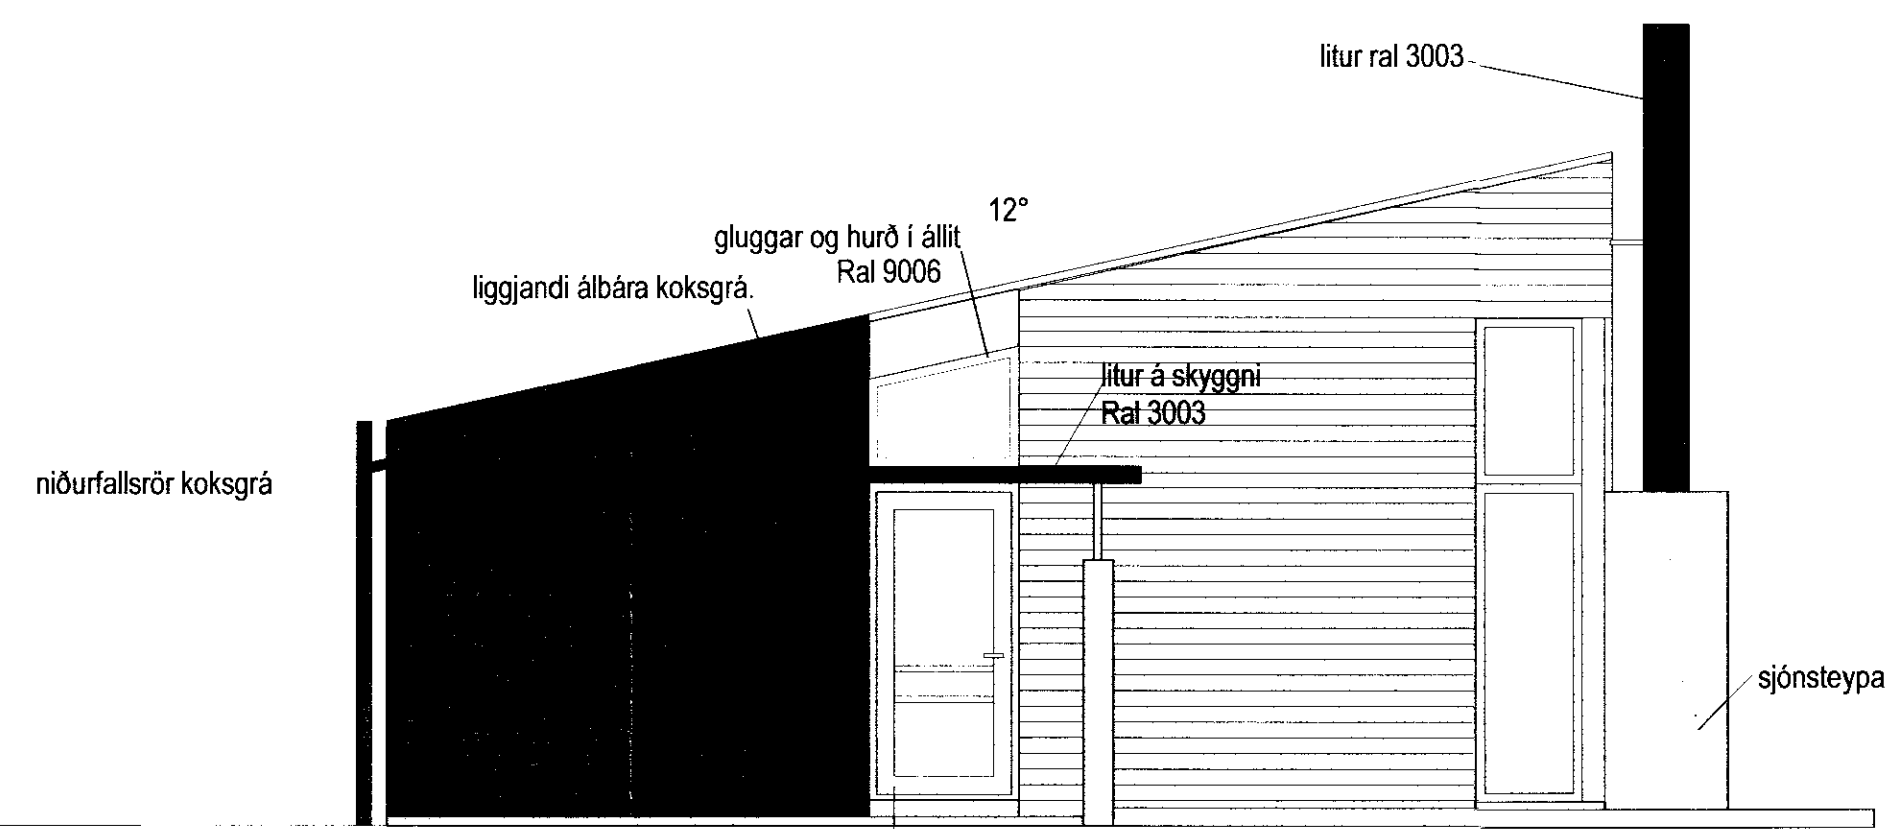 litur ral 3003
12°
gluggar og hurð í állit
Ral 9006
liggjandi álbára koksgrá.
litur á skyggni
Ral 3003
niðurfallsrör koksgrá
sjónsteypa